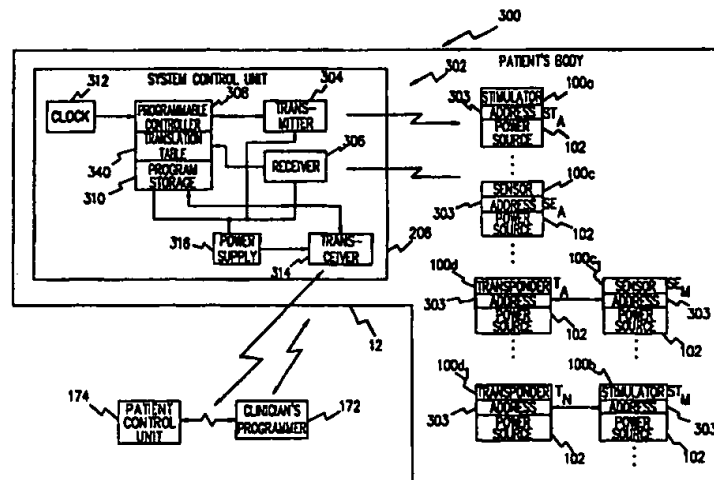 300
PATIENT'S BODY
302
SYSTEM CONTROL UNIT
312
308
304
CLOCK
PROGRAMMABLE
CONTROLLER
TRANSLATION
TABLE
PROGRAM
STORAGE
340
310
TRANS-
MITTER
RECEIVER
306
316
POWER
SUPPLY
TRANS-
CEIVER
314
206
12
174
PATIENT
CONTROL
UNIT
CLINICIAN'S
PROGRAMMER
172
100a
303
STIMULATOR
ADDRESS
POWER
SOURCE
ST A
102
100c
303
SENSOR
ADDRESS
POWER
SOURCE
SE A
102
100d
303
TRANSPONDER
ADDRESS
POWER
SOURCE
T A
102
100c
SENSOR
ADDRESS
POWER
SOURCE
SE M
303
102
100d
303
TRANSPONDER
ADDRESS
POWER
SOURCE
T N
102
100b
STIMULATOR
ADDRESS
POWER
SOURCE
ST M
303
102